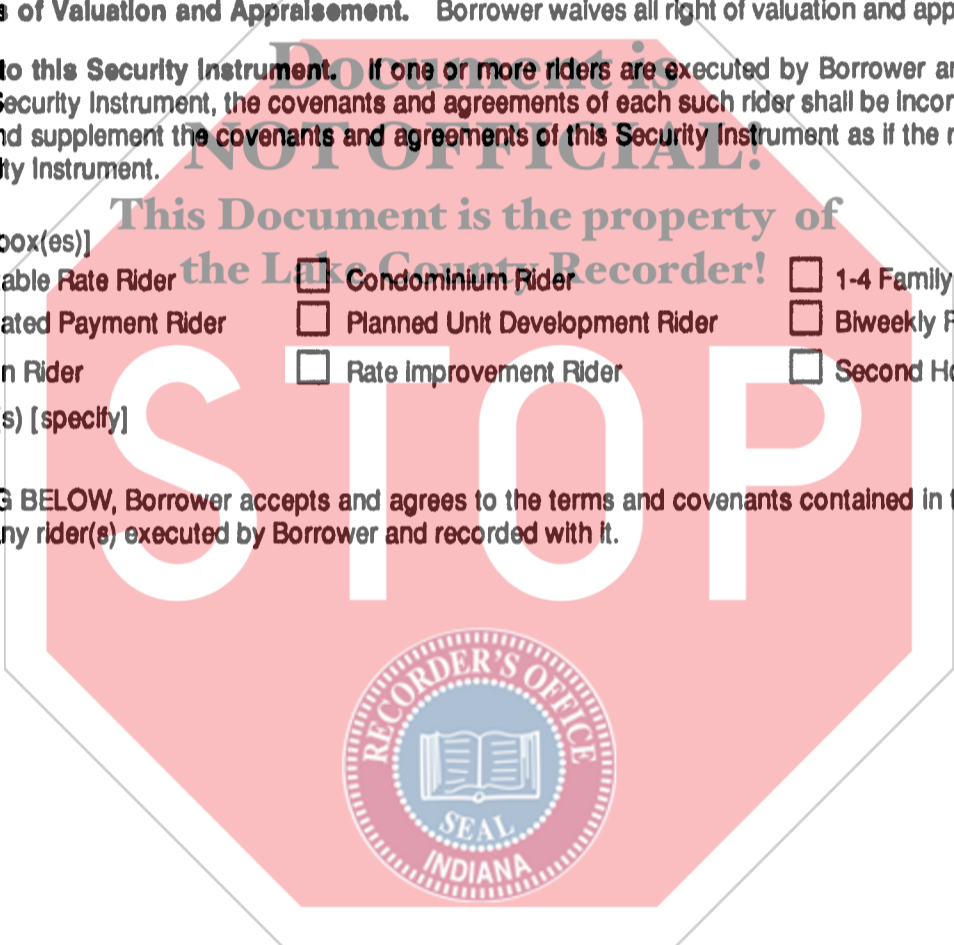 s of Valuation and Appraisement. Borrower waives all right of valuation and app
Document is
to this Security Instrument. If one or more riders are executed by Borrower an
Security Instrument, the covenants and agreements of each such rider shall be incor
nd supplement the covenants and agreements of this Security Instrument as if the r
NOT OFFICIAL!
ty Instrument.
This Document is the property of
box(es)]
the Lake County Recorder!
able Rate Rider ☐ Condominium Rider ☐ 1-4 Family
ated Payment Rider ☐ Planned Unit Development Rider ☐ Biweekly P
n Rider ☐ Rate Improvement Rider ☐ Second Ho
s) [specify]
STOP
G BELOW, Borrower accepts and agrees to the terms and covenants contained in t
ny rider(s) executed by Borrower and recorded with it.
RECORDER'S OFFICE
SEAL
INDIANA